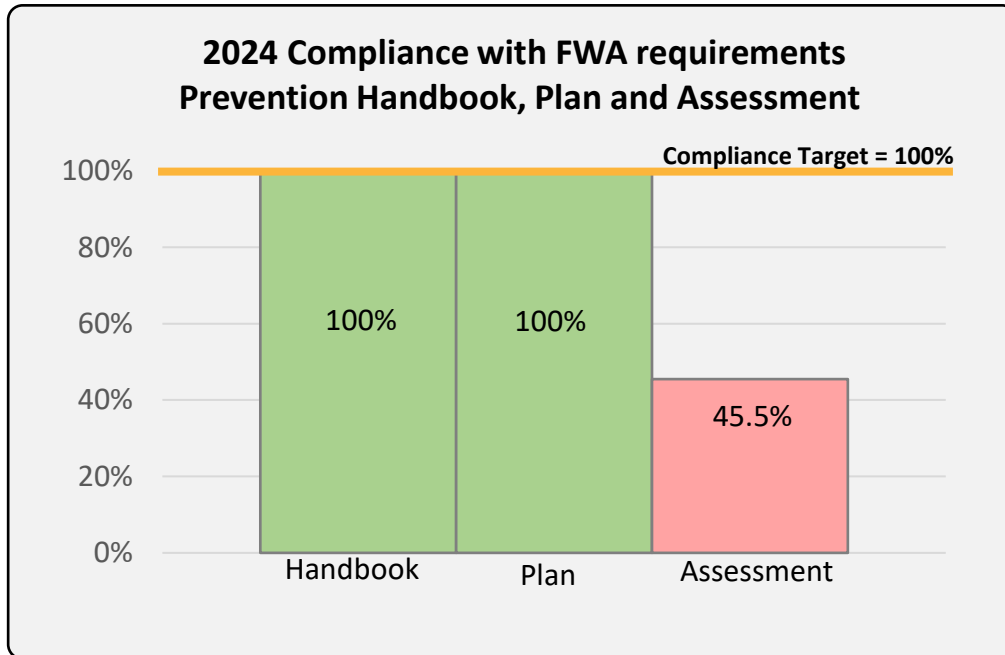 2024 Compliance with FWA requirements
Prevention Handbook, Plan and Assessment
Compliance Target = 100%
100%
80%
60%
40%
20%
0%
100%
100%
45.5%
Handbook
Plan
Assessment